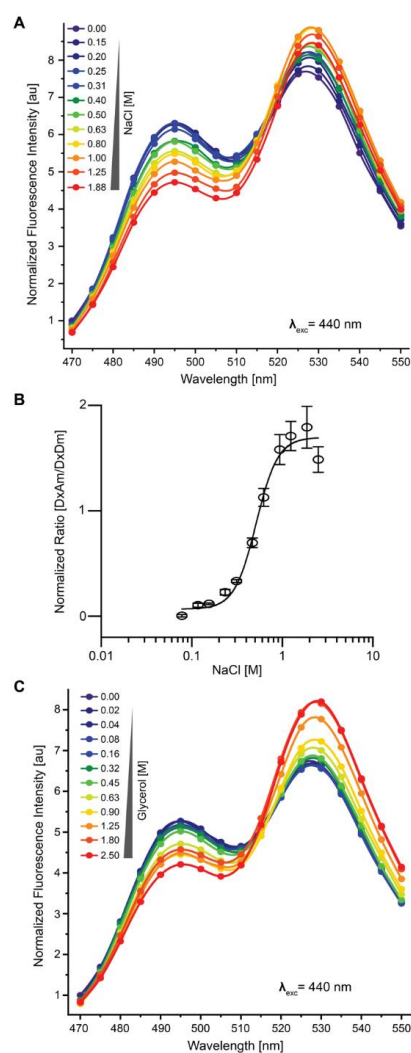 A
0.00
0.15
0.20
0.25
0.31
0.40
0.50
0.63
0.80
1.00
1.25
1.88
NaCl [M]
Normalized Fluorescence Intensity [au]
8
7
6
5
4
3
2
1
λexc= 440 nm
470 480 490 500 510 520 530 540 550
Wavelength [nm]
B
Normalized Ratio [DxAm/DxDm]
2
1
0
0.01 0.1 1 10
NaCl [M]
C
0.00
0.02
0.04
0.08
0.16
0.32
0.45
0.63
0.90
1.25
1.80
2.50
Glycerol [M]
Normalized Fluorescence Intensity [au]
8
7
6
5
4
3
2
1
λexc= 440 nm
470 480 490 500 510 520 530 540 550
Wavelength [nm]